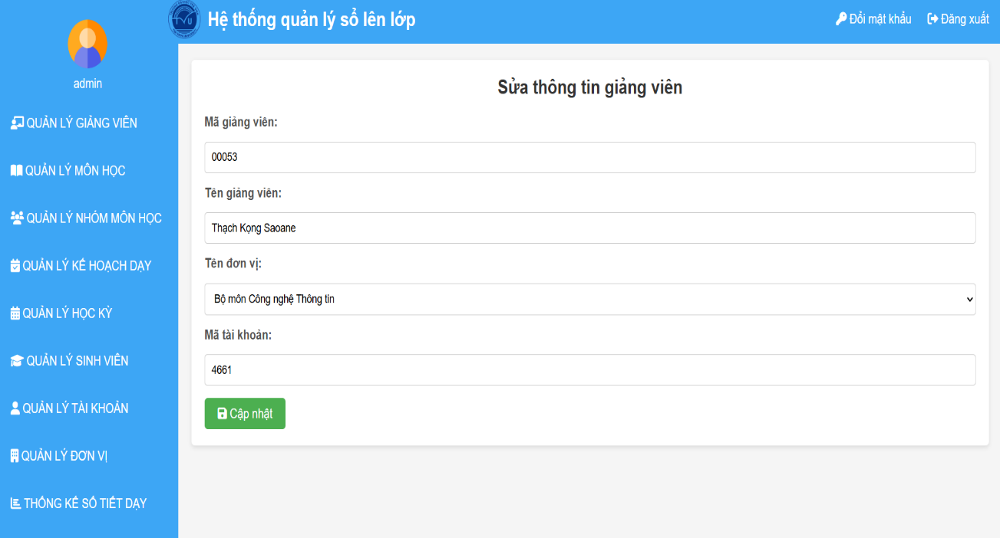 TVU
Hệ thống quản lý sổ lên lớp
Đổi mật khẩu
Đăng xuất
admin
QUẢN LÝ GIẢNG VIÊN
QUẢN LÝ MÔN HỌC
QUẢN LÝ NHÓM MÔN HỌC
QUẢN LÝ KẾ HOẠCH DẠY
QUẢN LÝ HỌC KỲ
QUẢN LÝ SINH VIÊN
QUẢN LÝ TÀI KHOẢN
QUẢN LÝ ĐƠN VỊ
THỐNG KÊ SỐ TIẾT DẠY
Sửa thông tin giảng viên
Mã giảng viên:
00053
Tên giảng viên:
Thạch Kọng Saoane
Tên đơn vị:
Bộ môn Công nghệ Thông tin
Mã tài khoản:
4661
Cập nhật